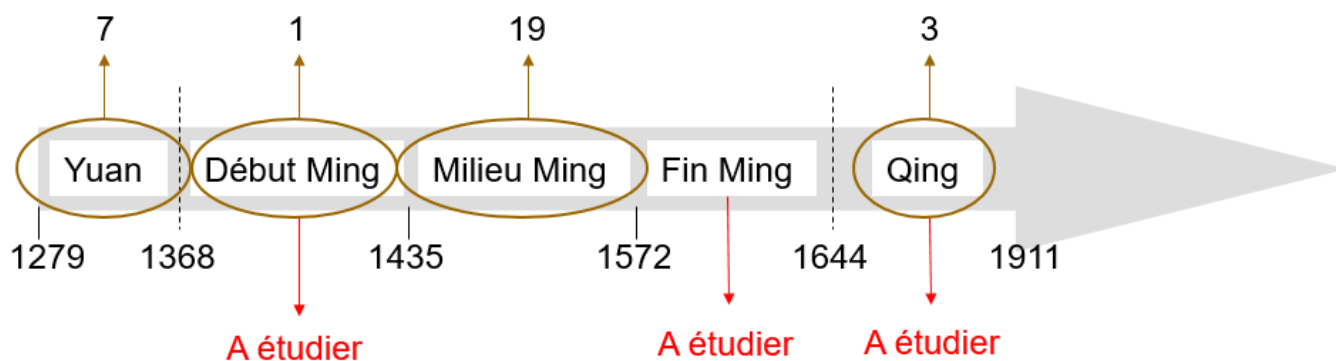 7 1 19 3
Yuan Début Ming Milieu Ming Fin Ming Qing
1279 1368 1435 1572 1644 1911
A étudier A étudier A étudier